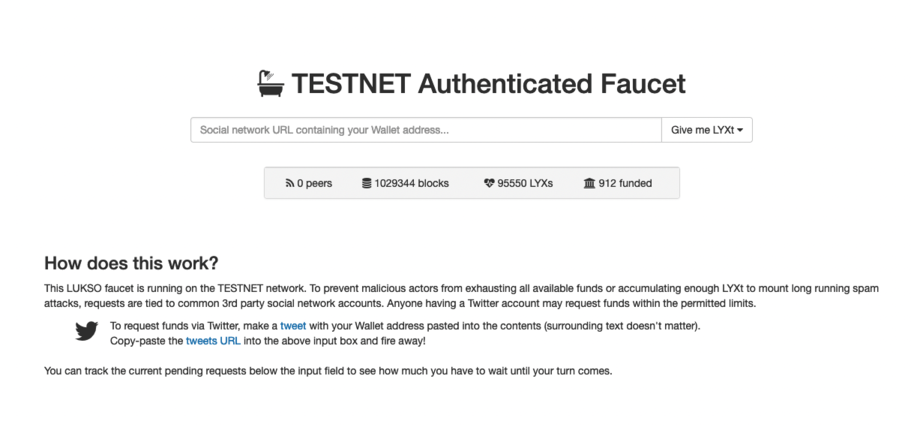 TESTNET Authenticated Faucet
Social network URL containing your Wallet address...
Give me LYXt
0 peers 1029344 blocks 95550 LYXs 912 funded
How does this work?
This LUKSO faucet is running on the TESTNET network. To prevent malicious actors from exhausting all available funds or accumulating enough LYXt to mount long running spam
attacks, requests are tied to common 3rd party social network accounts. Anyone having a Twitter account may request funds within the permitted limits.
To request funds via Twitter, make a tweet with your Wallet address pasted into the contents (surrounding text doesn't matter).
Copy-paste the tweets URL into the above input box and fire away!
You can track the current pending requests below the input field to see how much you have to wait until your turn comes.